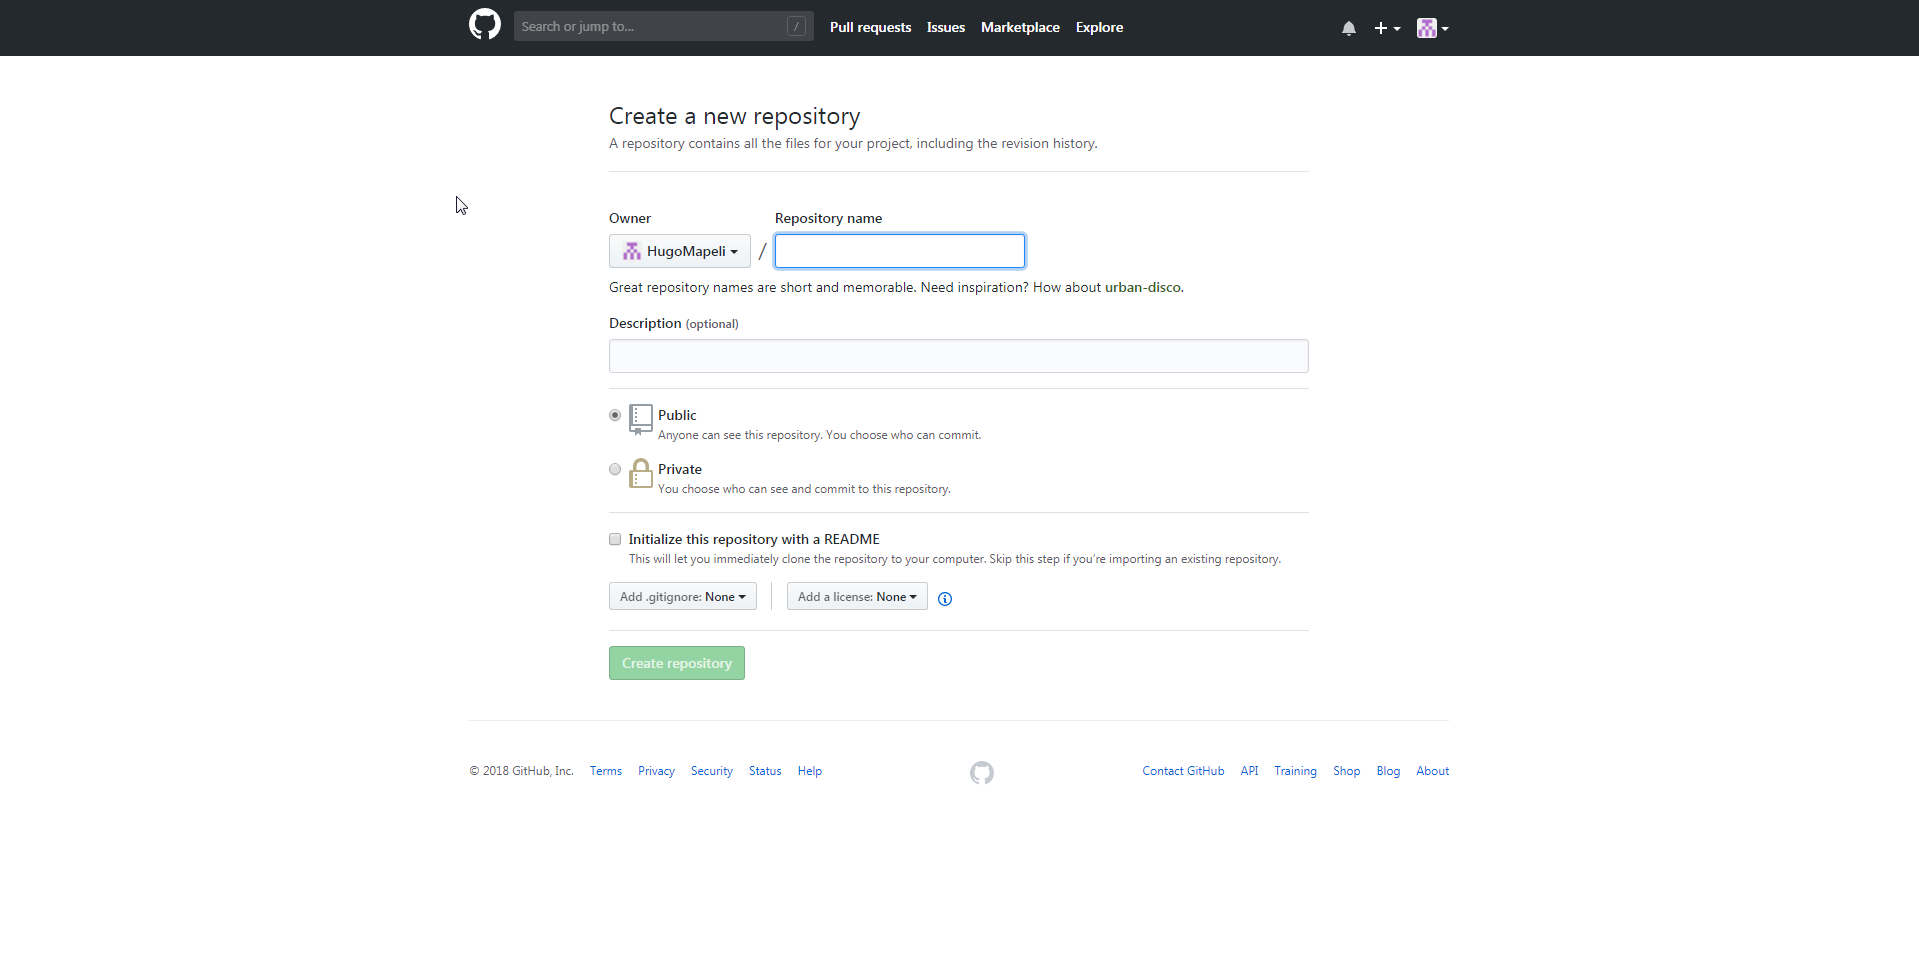 Search or jump to... / Pull requests Issues Marketplace Explore
Create a new repository
A repository contains all the files for your project, including the revision history.
Owner Repository name
HugoMapeli /
Great repository names are short and memorable. Need inspiration? How about urban-disco.
Description (optional)
Public
Anyone can see this repository. You choose who can commit.
Private
You choose who can see and commit to this repository.
Initialize this repository with a README
This will let you immediately clone the repository to your computer. Skip this step if you're importing an existing repository.
Add .gitignore: None Add a license: None
Create repository
© 2018 GitHub, Inc. Terms Privacy Security Status Help Contact GitHub API Training Shop Blog About